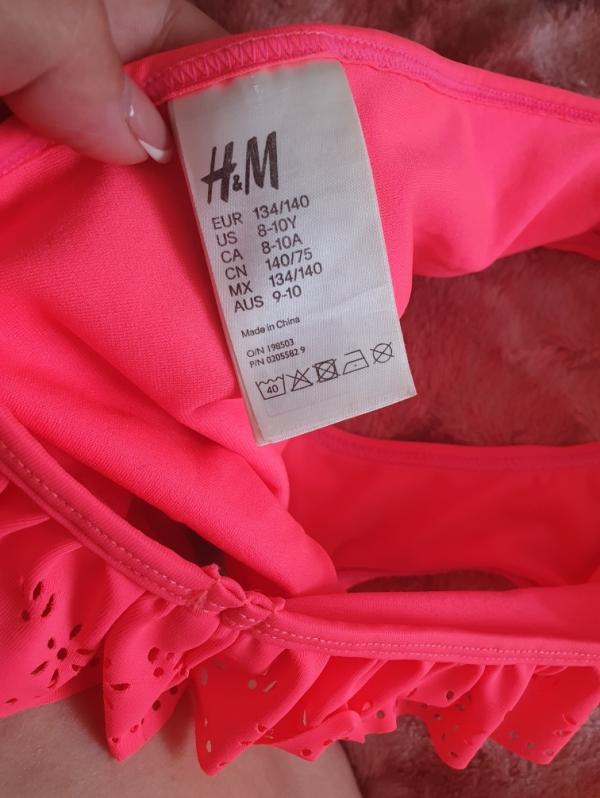 H&M
EUR 134/140
US 8-10Y
CA 8-10A
CN 140/75
MX 134/140
AUS 9-10
Made in China
O/N 198503
P/N 0205582 9
40